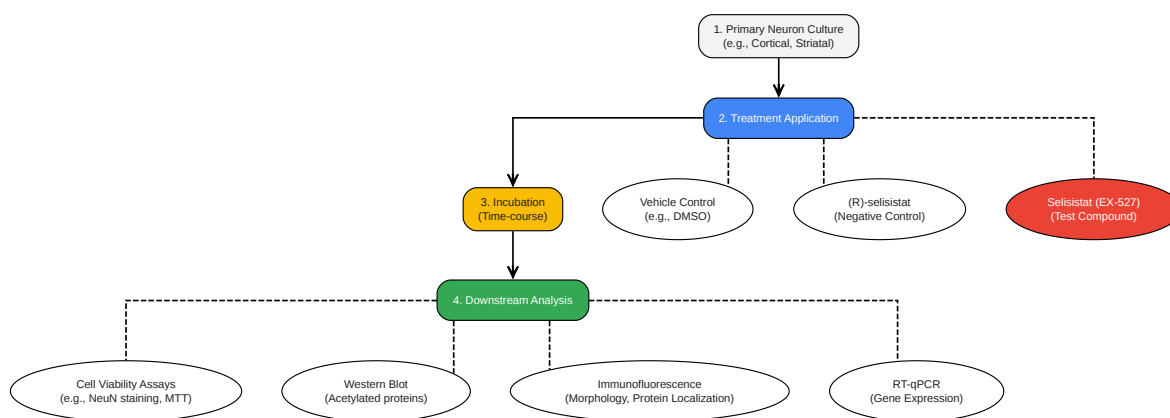 1. Primary Neuron Culture
(e.g., Cortical, Striatal)
2. Treatment Application
3. Incubation
(Time-course)
Vehicle Control
(e.g., DMSO)
(R)-selisistat
(Negative Control)
Selisistat (EX-527)
(Test Compound)
4. Downstream Analysis
Cell Viability Assays
(e.g., NeuN staining, MTT)
Western Blot
(Acetylated proteins)
Immunofluorescence
(Morphology, Protein Localization)
RT-qPCR
(Gene Expression)